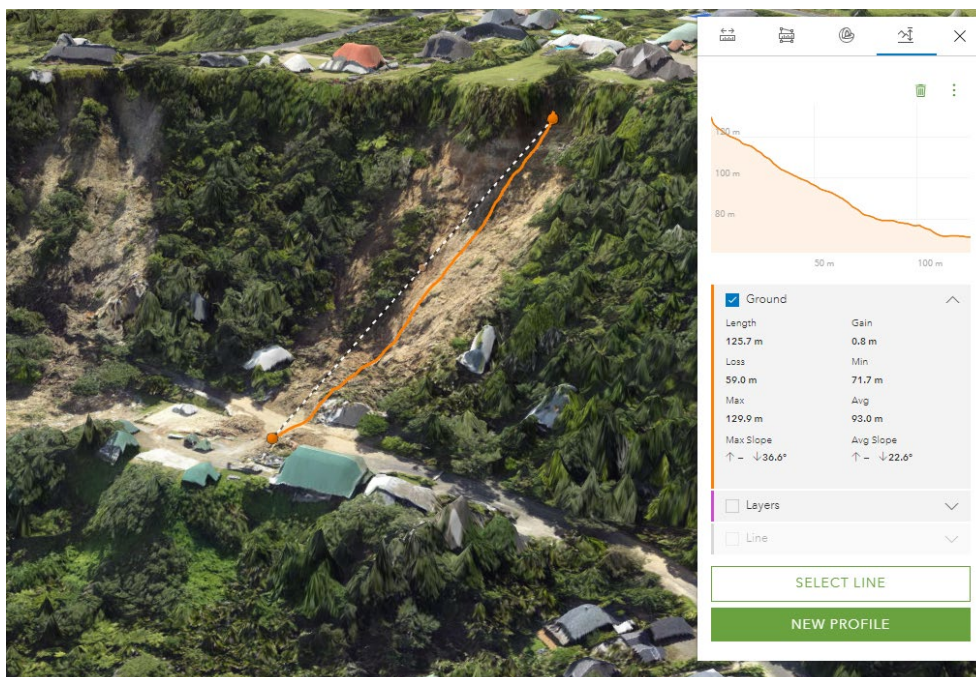 120 m
100 m
80 m
50 m 100 m
Ground
Length Gain
125.7 m 0.8 m
Loss Min
59.0 m 71.7 m
Max Avg
129.9 m 93.0 m
Max Slope Avg Slope
↑ – ↓36.6° ↑ – ↓22.6°
Layers
Line
SELECT LINE
NEW PROFILE